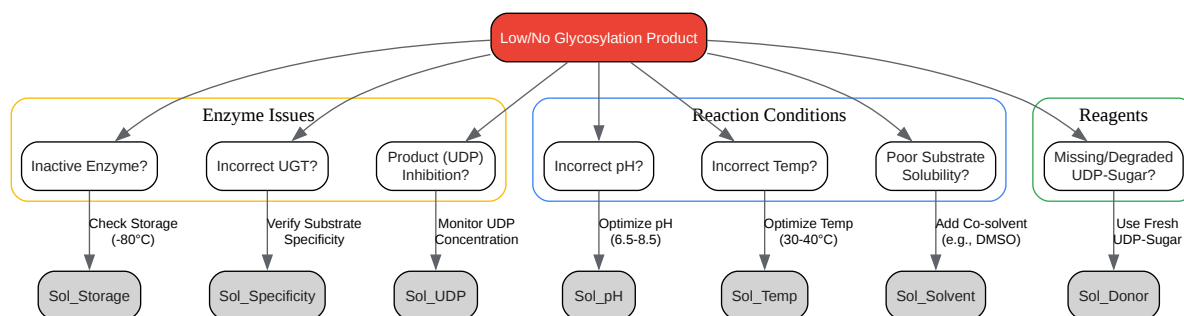 Low/No Glycosylation Product
Enzyme Issues
Reaction Conditions
Reagents
Inactive Enzyme?
Incorrect UGT?
Product (UDP)
Inhibition?
Incorrect pH?
Incorrect Temp?
Poor Substrate
Solubility?
Missing/Degraded
UDP-Sugar?
Check Storage
(-80°C)
Verify Substrate
Specificity
Monitor UDP
Concentration
Optimize pH
(6.5-8.5)
Optimize Temp
(30-40°C)
Add Co-solvent
(e.g., DMSO)
Use Fresh
UDP-Sugar
Sol_Storage
Sol_Specificity
Sol_UDP
Sol_pH
Sol_Temp
Sol_Solvent
Sol_Donor